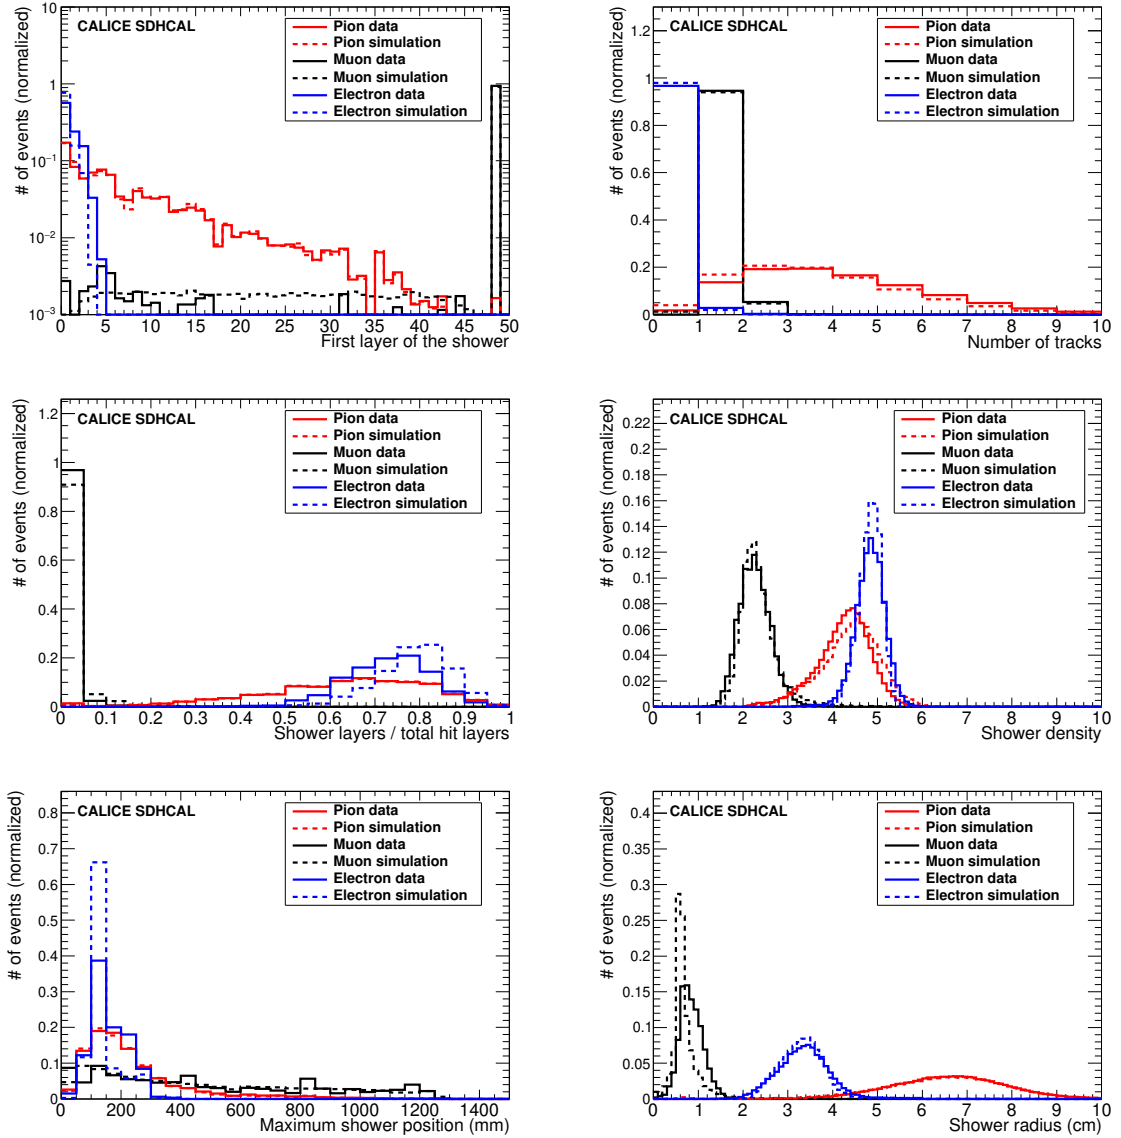 # of events (normalized)
10
1
10⁻¹
10⁻²
10⁻³
CALICE SDHCAL
Pion data
Pion simulation
Muon data
Muon simulation
Electron data
Electron simulation
0 5 10 15 20 25 30 35 40 45 50
First layer of the shower
# of events (normalized)
1.2
1
0.8
0.6
0.4
0.2
0
CALICE SDHCAL
Pion data
Pion simulation
Muon data
Muon simulation
Electron data
Electron simulation
0 1 2 3 4 5 6 7 8 9 10
Number of tracks
# of events (normalized)
1.2
1
0.8
0.6
0.4
0.2
0
CALICE SDHCAL
Pion data
Pion simulation
Muon data
Muon simulation
Electron data
Electron simulation
0 0.1 0.2 0.3 0.4 0.5 0.6 0.7 0.8 0.9 1
Shower layers / total hit layers
# of events (normalized)
0.22
0.2
0.18
0.16
0.14
0.12
0.1
0.08
0.06
0.04
0.02
0
CALICE SDHCAL
Pion data
Pion simulation
Muon data
Muon simulation
Electron data
Electron simulation
0 1 2 3 4 5 6 7 8 9 10
Shower density
# of events (normalized)
0.8
0.7
0.6
0.5
0.4
0.3
0.2
0.1
0
CALICE SDHCAL
Pion data
Pion simulation
Muon data
Muon simulation
Electron data
Electron simulation
0 200 400 600 800 1000 1200 1400
Maximum shower position (mm)
# of events (normalized)
0.4
0.35
0.3
0.25
0.2
0.15
0.1
0.05
0
CALICE SDHCAL
Pion data
Pion simulation
Muon data
Muon simulation
Electron data
Electron simulation
0 1 2 3 4 5 6 7 8 9 10
Shower radius (cm)